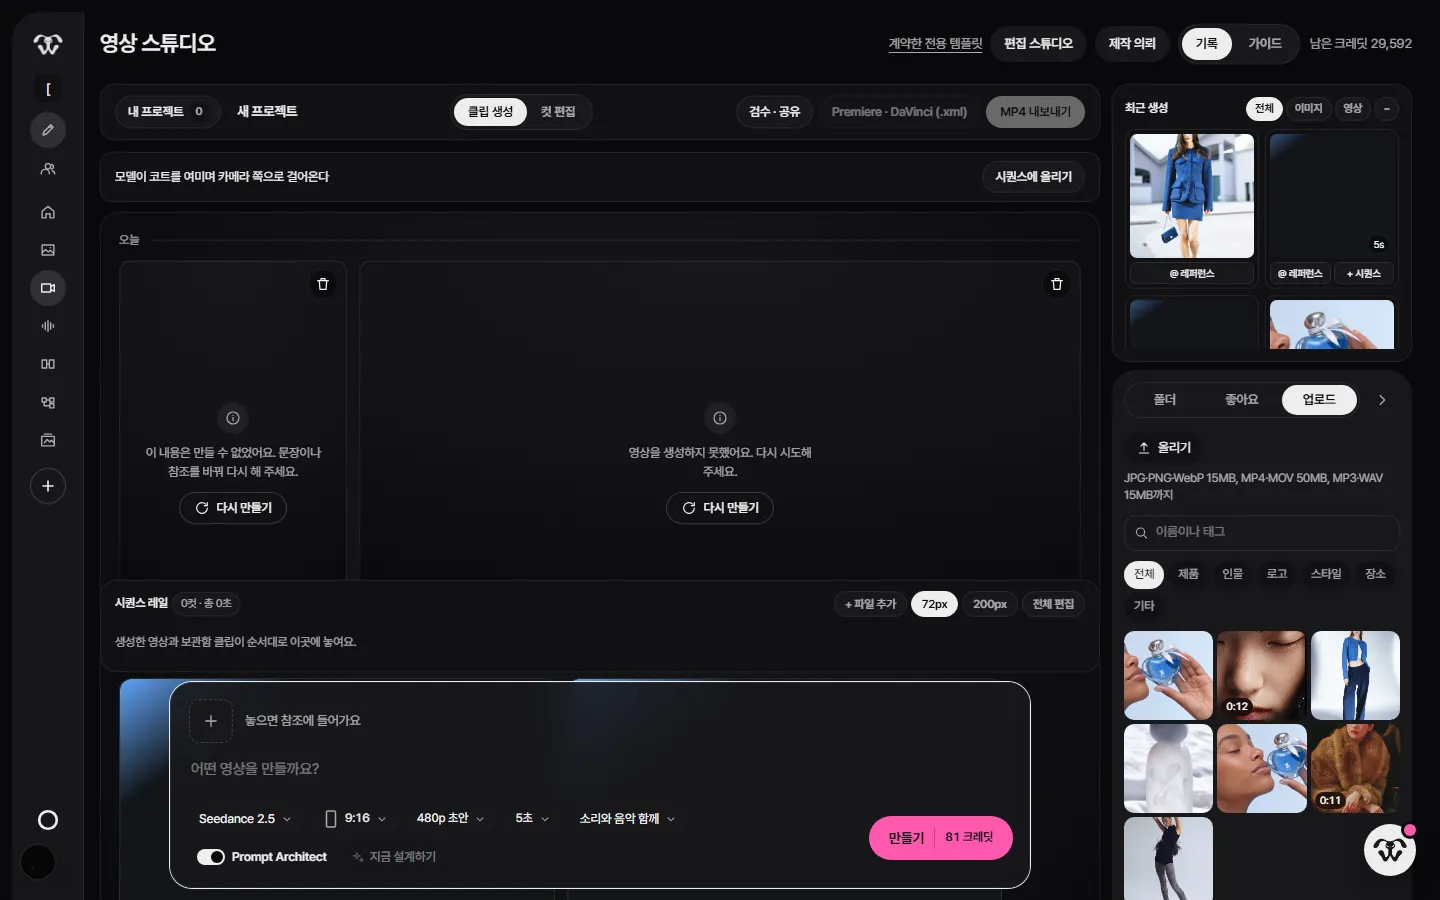 영상 스튜디오
계약한 전용 템플릿
편집 스튜디오
제작 의뢰
기록
가이드
남은 크레딧 29,592
[
내 프로젝트 0
새 프로젝트
클립 생성
컷 편집
검수 · 공유
Premiere · DaVinci (.xml)
MP4 내보내기
모델이 코트를 여미며 카메라 쪽으로 걸어온다
시퀀스에 올리기
오늘
이 내용은 만들 수 없었어요. 문장이나
참조를 바꿔 다시 해 주세요.
다시 만들기
영상을 생성하지 못했어요. 다시 시도해
주세요.
다시 만들기
시퀀스 레일
0컷 · 총 0초
+ 파일 추가
72px
200px
전체 편집
생성한 영상과 보관함 클립이 순서대로 이곳에 놓여요.
놓으면 참조에 들어가요
어떤 영상을 만들까요?
Seedance 2.5
9:16
480p 초안
5초
소리와 음악 함께
Prompt Architect
지금 설계하기
만들기
81 크레딧
최근 생성
전체
이미지
영상
−
5s
@ 레퍼런스
@ 레퍼런스
+ 시퀀스
폴더
좋아요
업로드
올리기
JPG·PNG·WebP 15MB, MP4·MOV 50MB, MP3·WAV
15MB까지
이름이나 태그
전체
제품
인물
로고
스타일
장소
기타
0:12
0:11